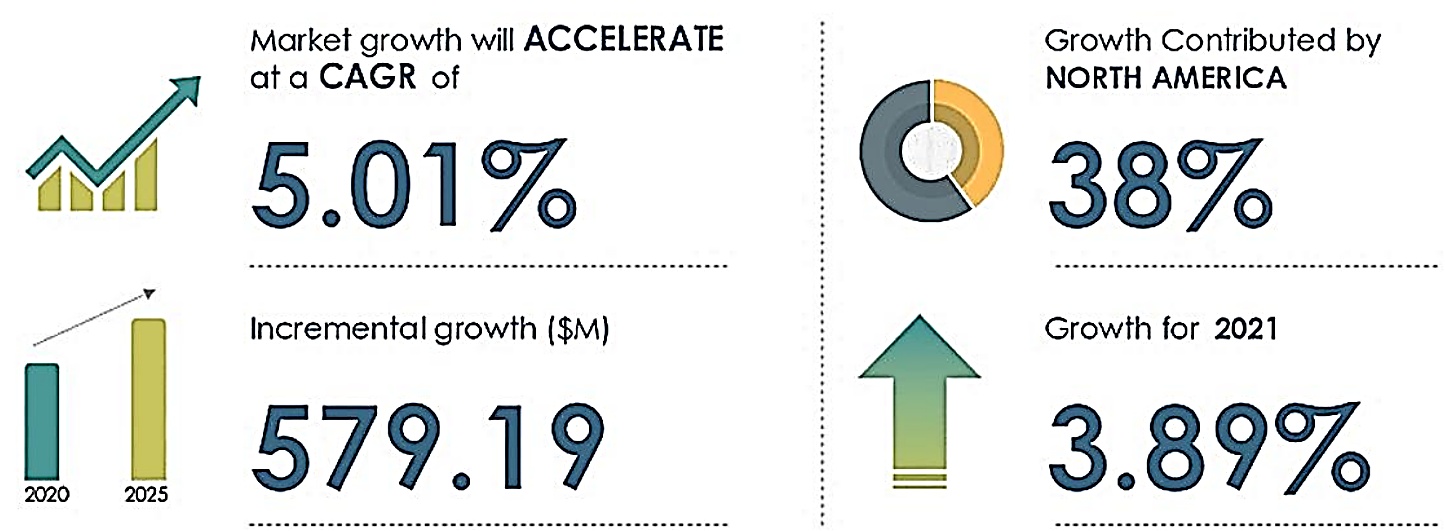 Market growth will ACCELERATE
at a CAGR of
5.01%
Growth Contributed by
NORTH AMERICA
38%
Incremental growth ($M)
579.19
2020
2025
Growth for 2021
3.89%